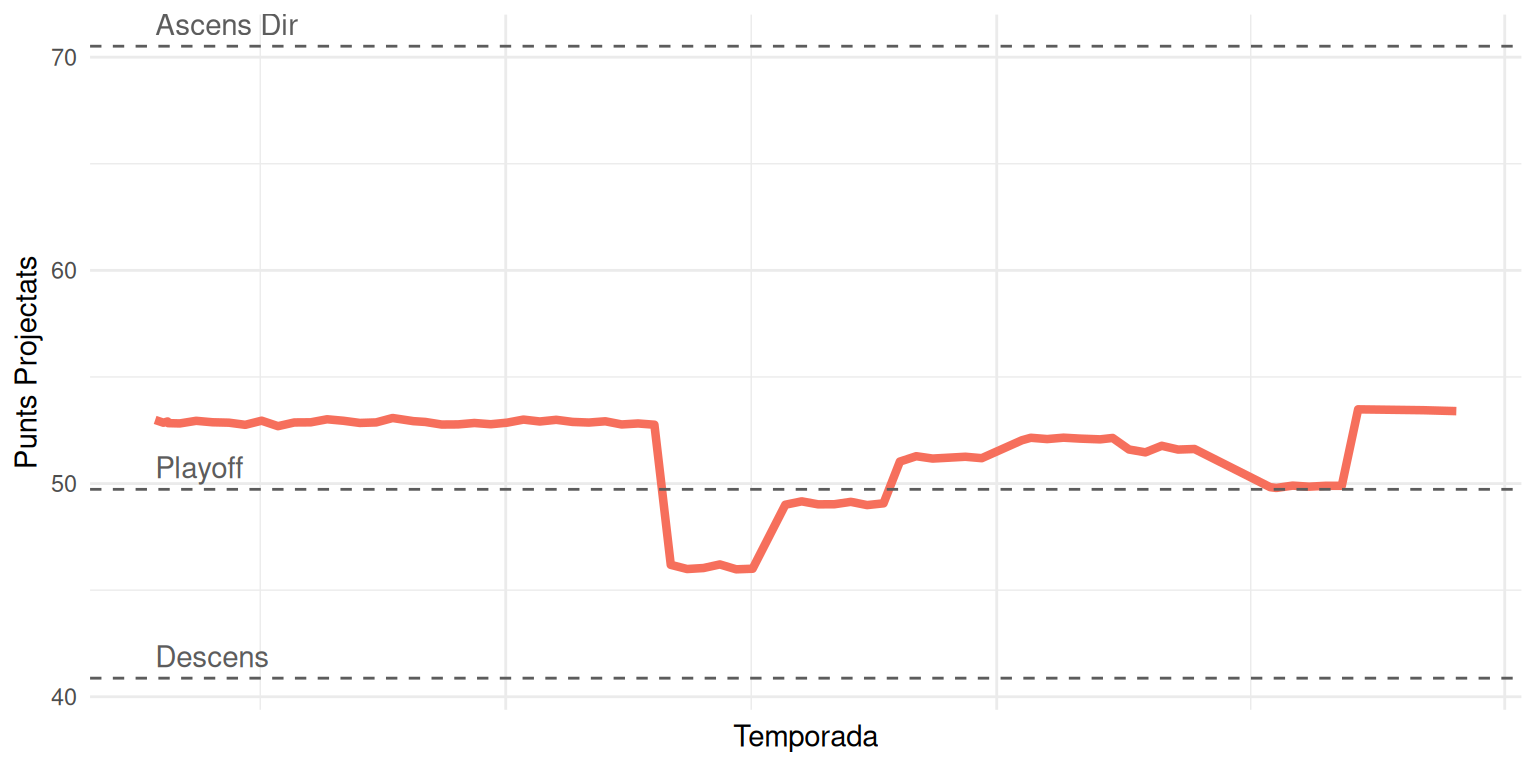 Ascens Dir
70
60
Punts Projectats
Playoff
50
Descens
40
Temporada